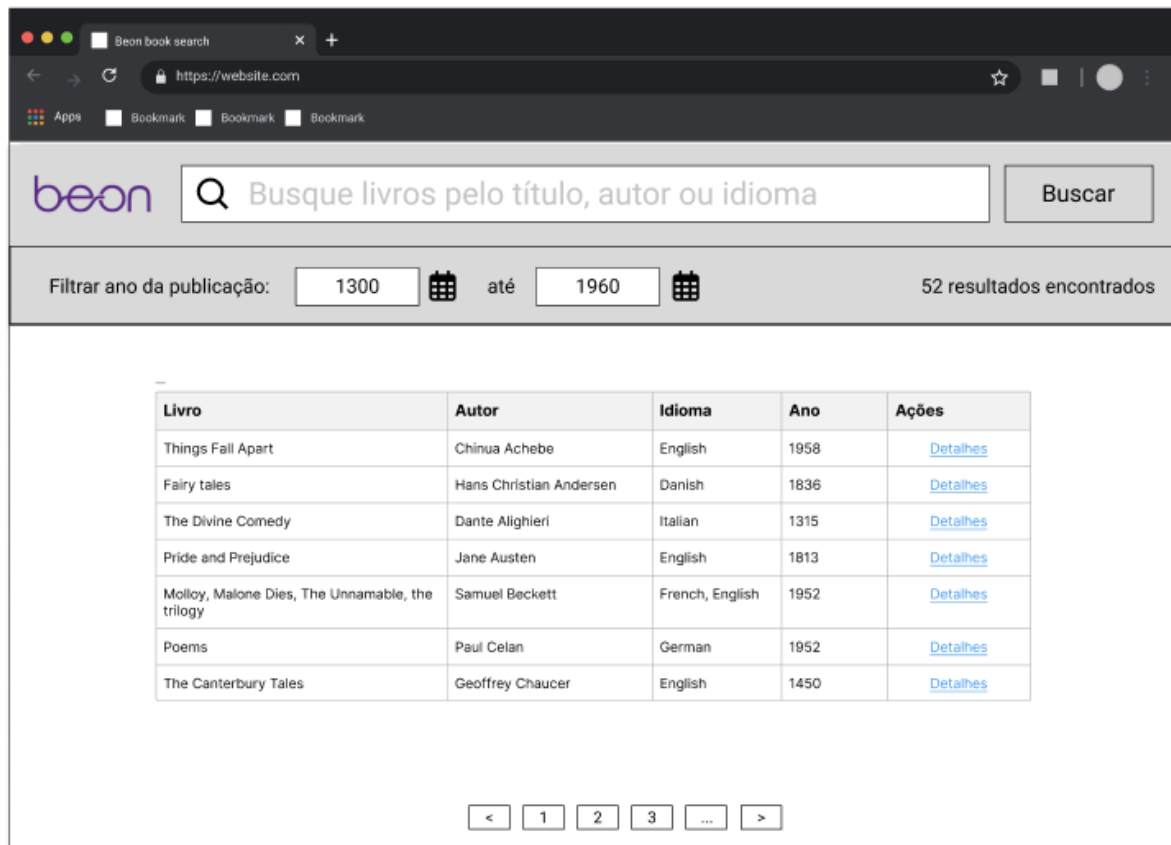 Beon book search
https://website.com
Apps Bookmark Bookmark Bookmark
beon Busque livros pelo título, autor ou idioma Buscar
Filtrar ano da publicação: 1300 até 1960 52 resultados encontrados
Livro Autor Idioma Ano Ações
Things Fall Apart Chinua Achebe English 1958 Detalhes
Fairy tales Hans Christian Andersen Danish 1836 Detalhes
The Divine Comedy Dante Alighieri Italian 1315 Detalhes
Pride and Prejudice Jane Austen English 1813 Detalhes
Molloy, Malone Dies, The Unnamable, the Samuel Beckett French, English 1952 Detalhes
trilogy
Poems Paul Celan German 1952 Detalhes
The Canterbury Tales Geoffrey Chaucer English 1450 Detalhes
< 1 2 3 ... >